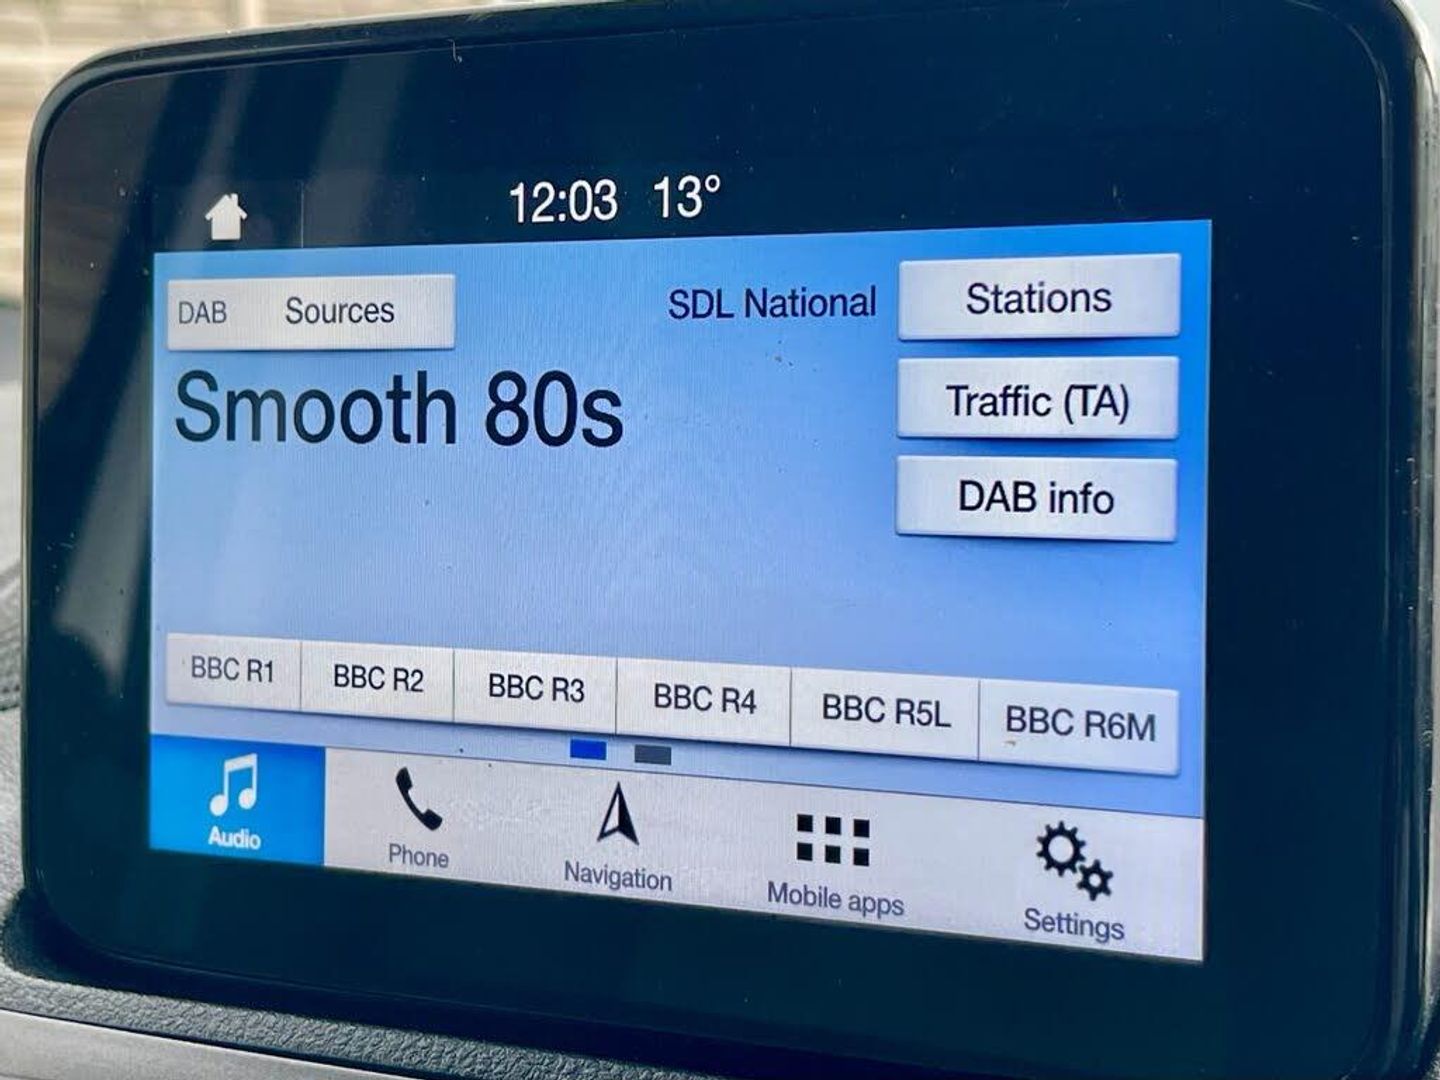 12:03 13°
DAB Sources
SDL National
Stations
Smooth 80s
Traffic (TA)
DAB info
BBC R1
BBC R2
BBC R3
BBC R4
BBC R5L
BBC R6M
Audio
Phone
Navigation
Mobile apps
Settings